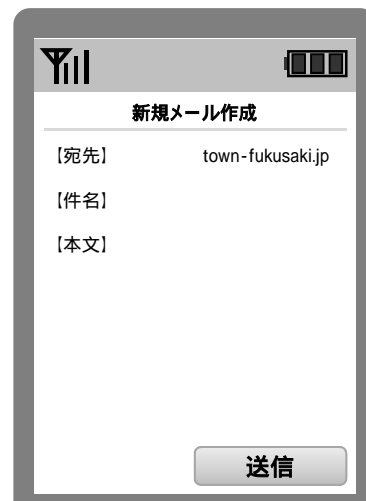 新規メール作成
【宛先】 town-fukusaki.jp
【件名】
【本文】
送信